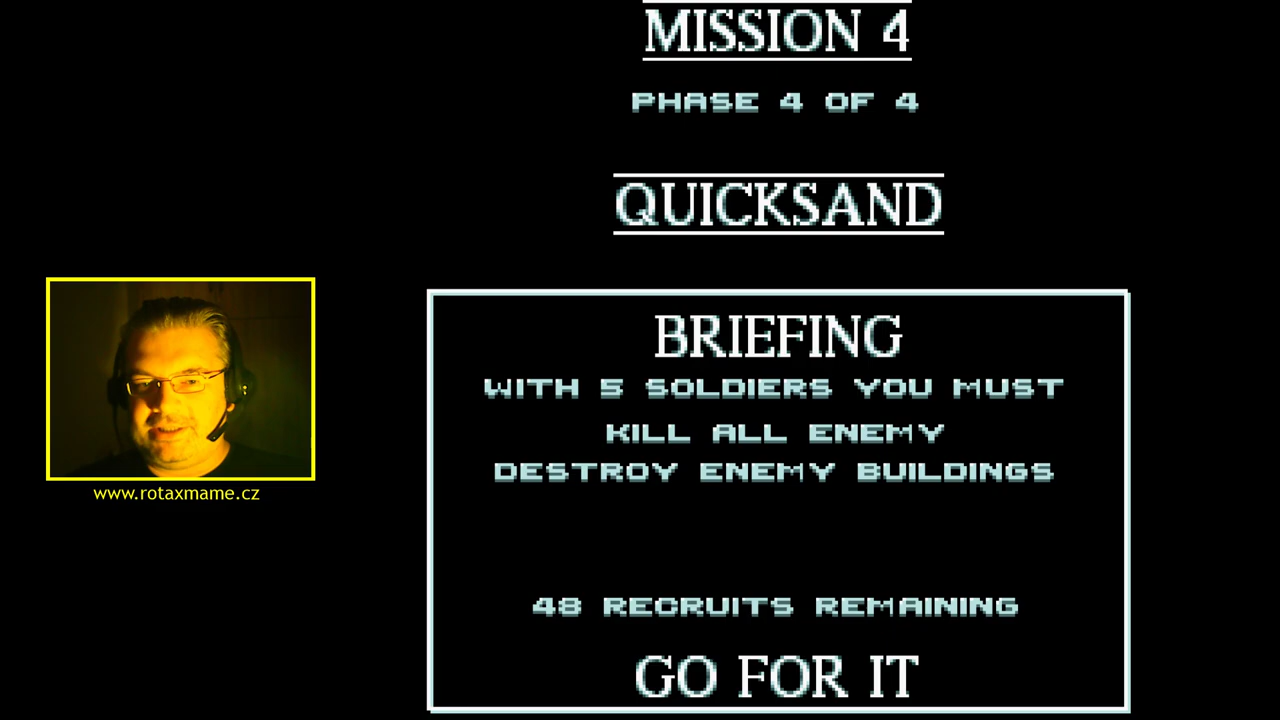 MISSION 4
PHASE 4 OF 4
QUICKSAND
BRIEFING
WITH 5 SOLDIERS YOU MUST
KILL ALL ENEMY
DESTROY ENEMY BUILDINGS
48 RECRUITS REMAINING
GO FOR IT
www.rotaxmame.cz